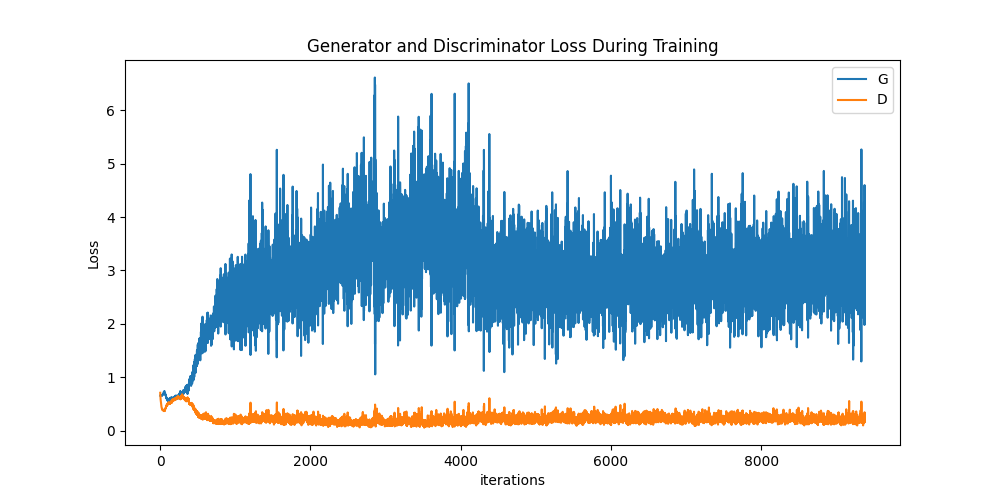 Generator and Discriminator Loss During Training
G
D
Loss
6
5
4
3
2
1
0
0 2000 4000 6000 8000
iterations